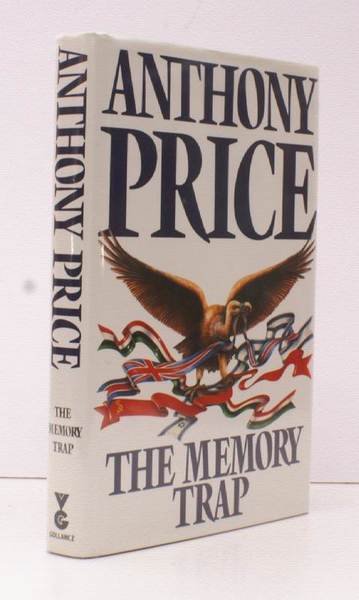 ANTHONY
PRICE
THE MEMORY
TRAP
ANTHONY PRICE
THE
MEMORY
TRAP
VG
GOLLANCZ